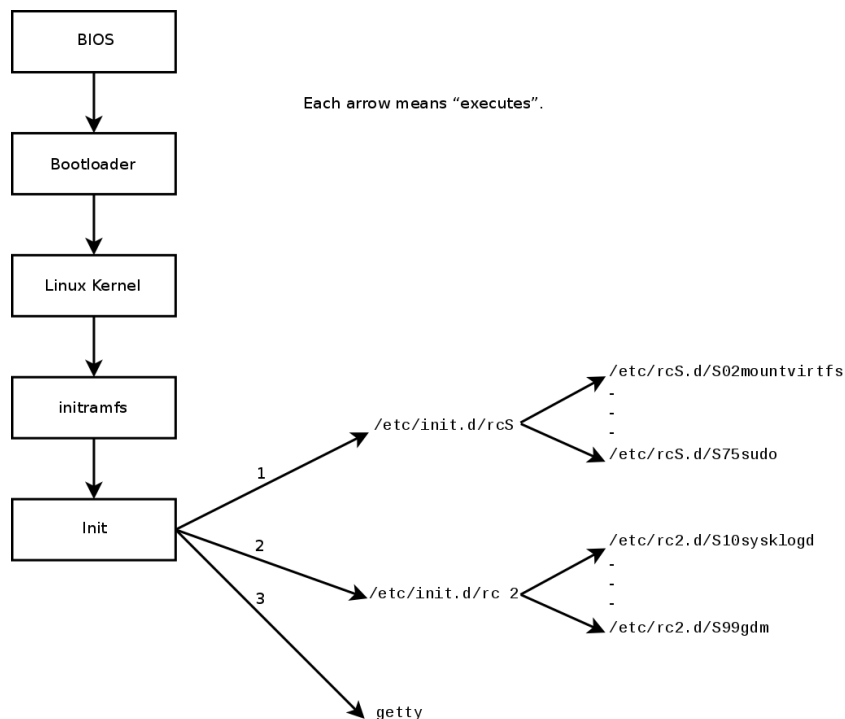 BIOS
Each arrow means “executes”.
Bootloader
Linux Kernel
initramfs
Init
1
2
3
/etc/init.d/rcS
/etc/rcS.d/S02mountvirtfs
-
-
-
/etc/rcS.d/S75sudo
/etc/init.d/rc 2
/etc/rc2.d/S10sysklogd
-
-
-
/etc/rc2.d/S99gdm
getty